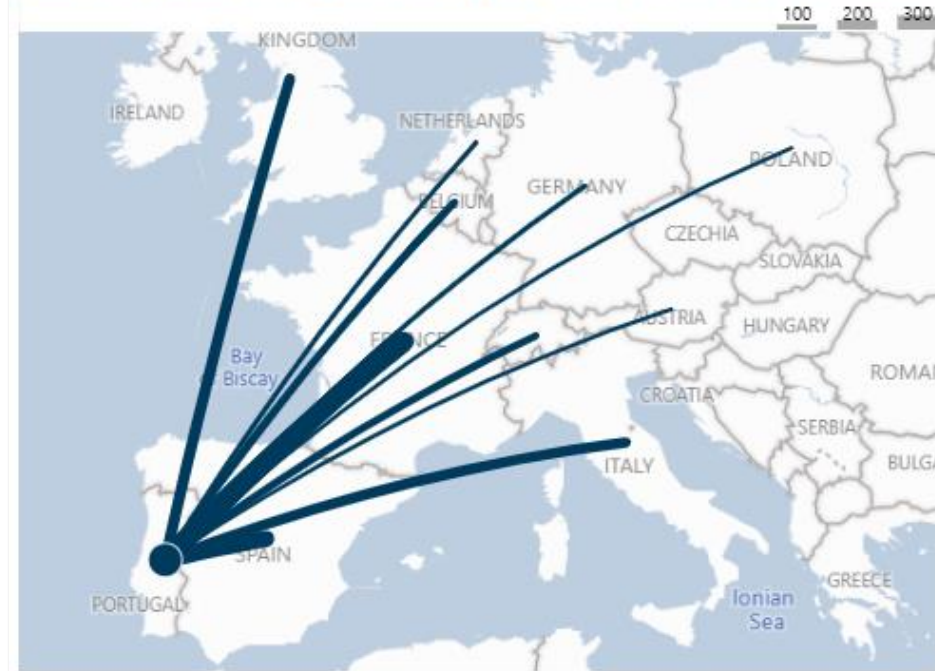 100 200 300
KINGDOM
IRELAND
NETHERLANDS
POLAND
GERMANY
BELGIUM
CZECHIA
SLOVAKIA
AUSTRIA
HUNGARY
FRANCE
Bay
of Biscay
ROMA
CROATIA
SERBIA
ITALY
BULGA
SPAIN
GREECE
PORTUGAL
Ionian
Sea